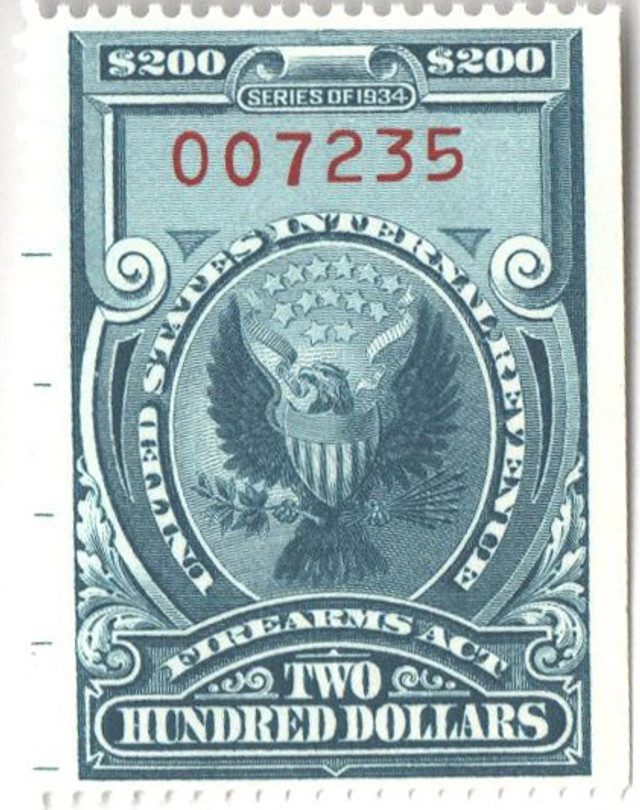 $200 $200
SERIES OF 1934
007235
UNITED STATES INTERNAL REVENUE
FIREARMS ACT
TWO
HUNDRED DOLLARS